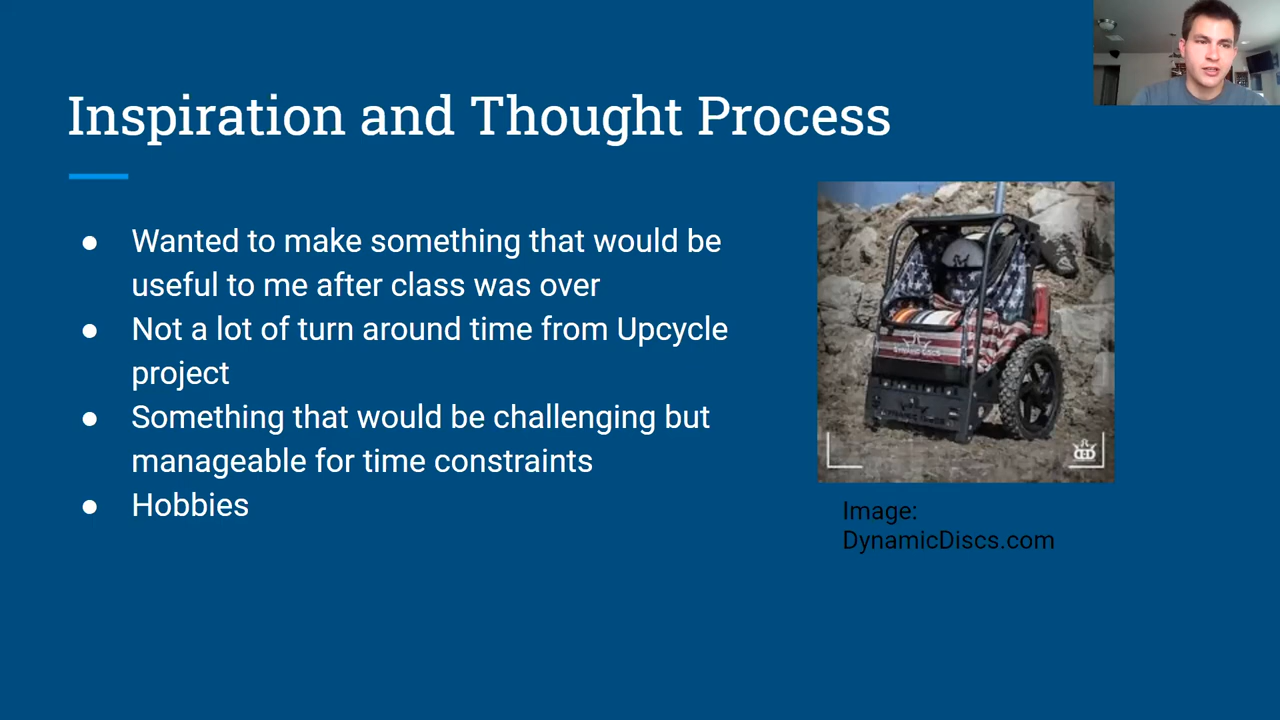 Inspiration and Thought Process
● Wanted to make something that would be
useful to me after class was over
● Not a lot of turn around time from Upcycle
project
● Something that would be challenging but
manageable for time constraints
● Hobbies
Image:
DynamicDiscs.com